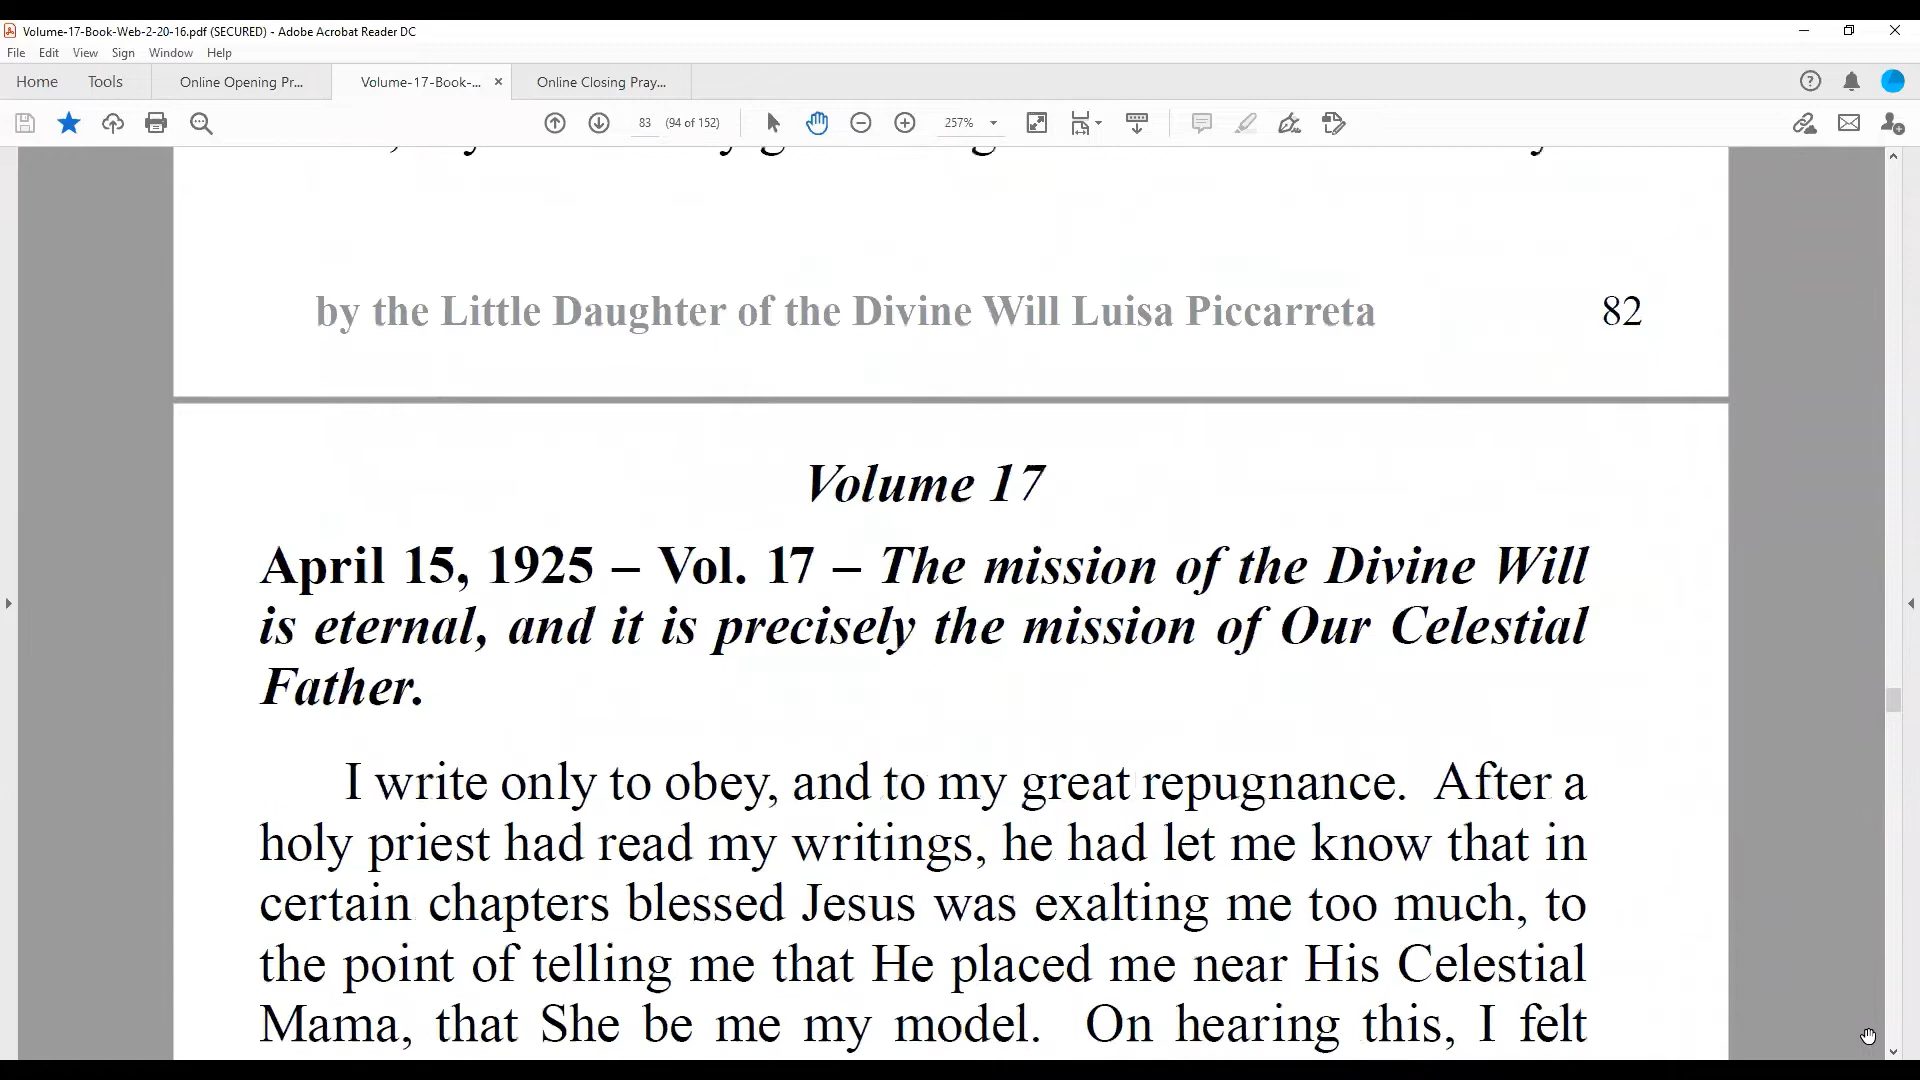 Volume-17-Book-Web-2-20-16.pdf (SECURED) - Adobe Acrobat Reader DC
File Edit View Sign Window Help
Home Tools Online Opening Pr... Volume-17-Book-... × Online Closing Pray...
83 (94 of 152) 257%
by the Little Daughter of the Divine Will Luisa Piccarreta 82
Volume 17
April 15, 1925 – Vol. 17 – The mission of the Divine Will
is eternal, and it is precisely the mission of Our Celestial
Father.
I write only to obey, and to my great repugnance. After a
holy priest had read my writings, he had let me know that in
certain chapters blessed Jesus was exalting me too much, to
the point of telling me that He placed me near His Celestial
Mama, that She be me my model. On hearing this, I felt